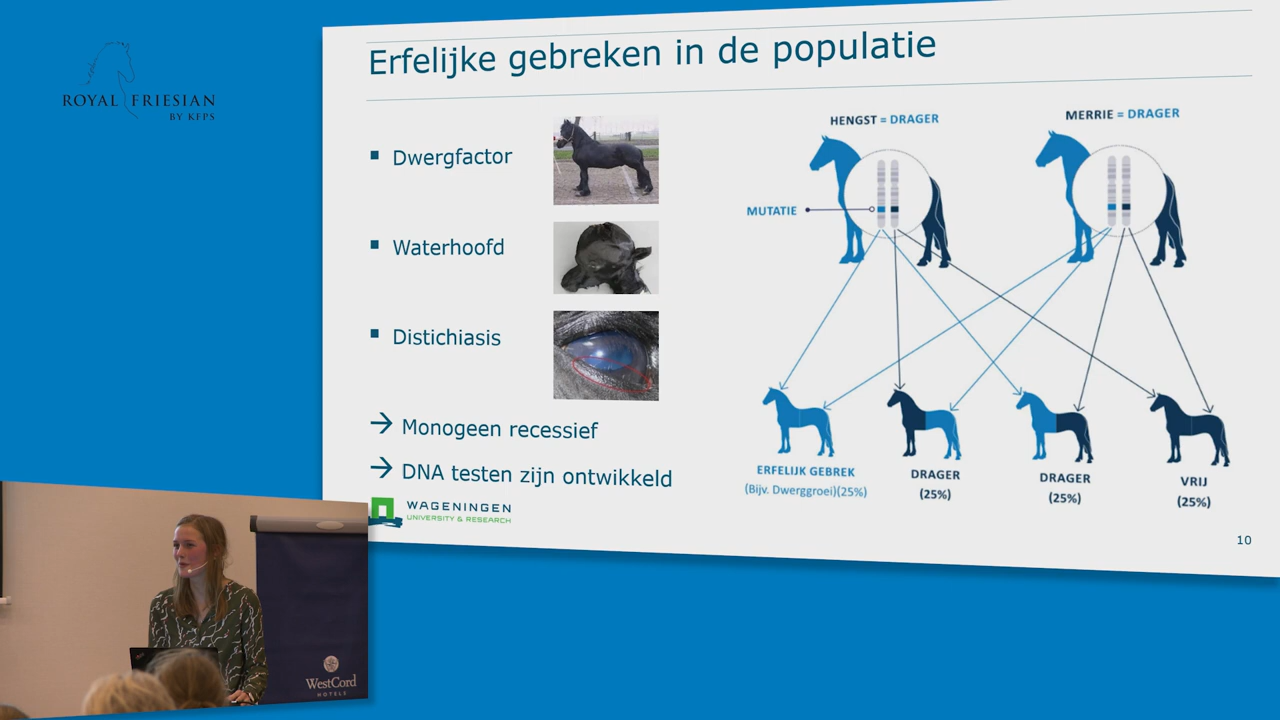 ROYAL FRIESIAN
BY KFPS
Erfelijke gebreken in de populatie
▪ Dwergfactor
▪ Waterhoofd
▪ Distichiasis
→ Monogeen recessief
→ DNA testen zijn ontwikkeld
WAGENINGEN
UNIVERSITY & RESEARCH
HENGST = DRAGER
MERRIE = DRAGER
MUTATIE
ERFELIJK GEBREK
(Bijv. Dwerggroei)(25%)
DRAGER
(25%)
DRAGER
(25%)
VRIJ
(25%)
10
WestCord
HOTELS